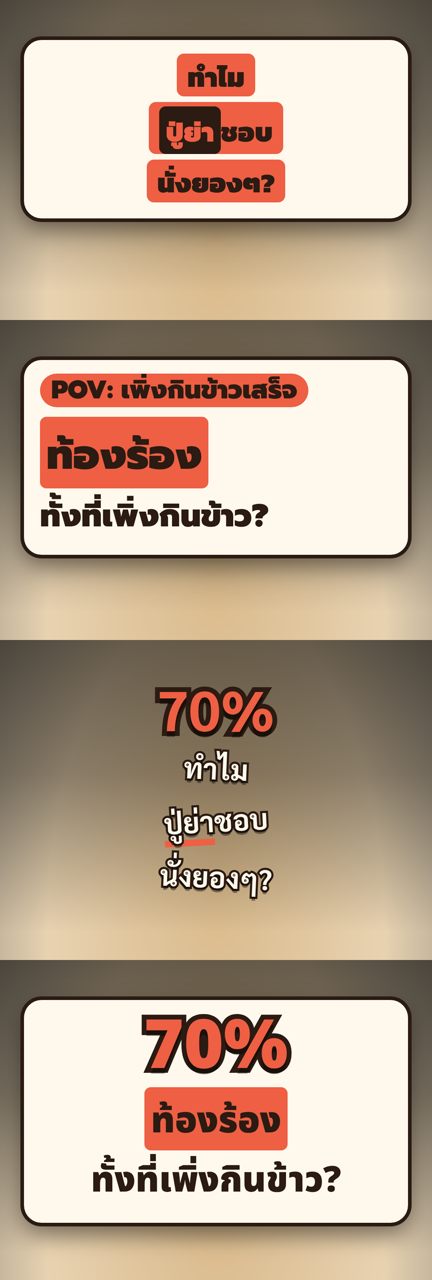 ทำไม
ปู่ย่าชอบ
นั่งยองๆ?
POV: เพิ่งกินข้าวเสร็จ
ท้องร้อง
ทั้งที่เพิ่งกินข้าว?
70%
ทำไม
ปู่ย่าชอบ
นั่งยองๆ?
70%
ท้องร้อง
ทั้งที่เพิ่งกินข้าว?